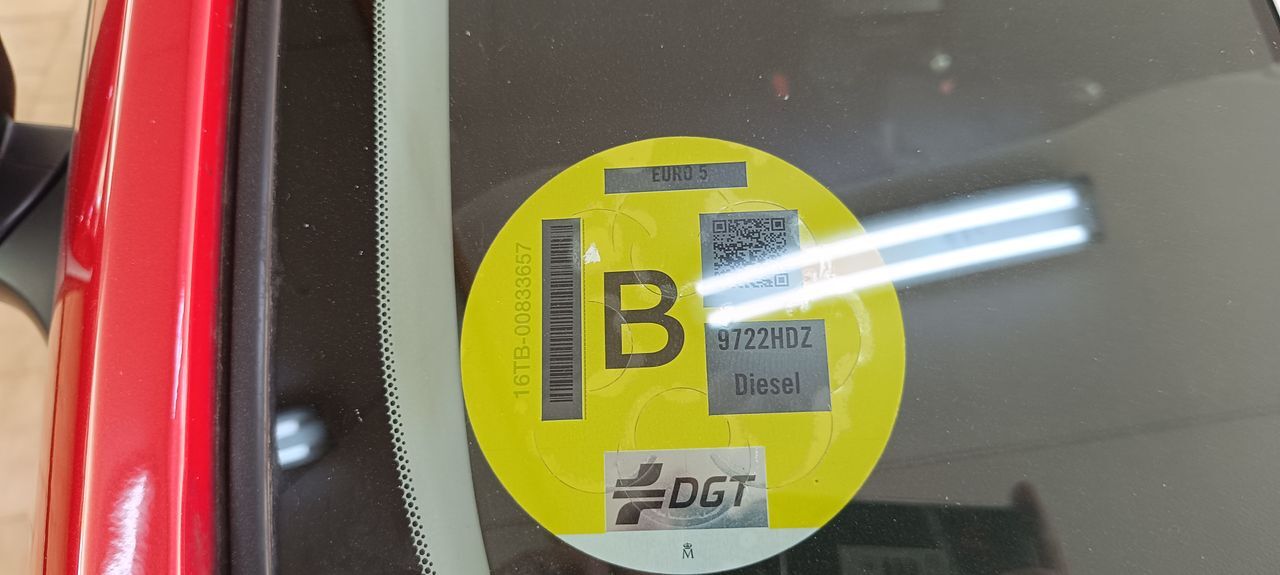 EURO 5
16TB-00833657
B
9722HDZ
Diesel
DGT
M